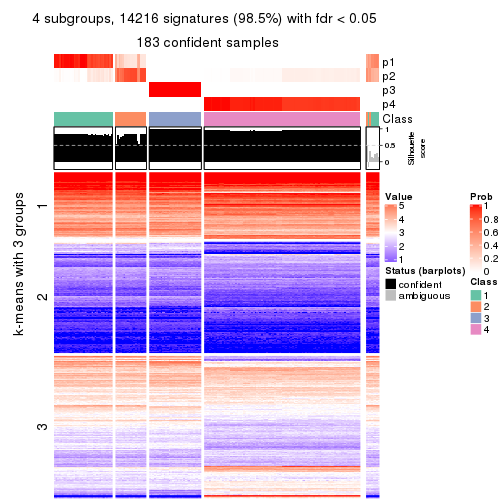 4 subgroups, 14216 signatures (98.5%) with fdr < 0.05
183 confident samples
p1
p2
p3
p4
Class
1
0.5
0
Silhouette
score
k-means with 3 groups
1
2
3
Value
5
4
3
2
1
Status (barplots)
confident
ambiguous
Prob
1
0.8
0.6
0.4
0.2
0
Class
1
2
3
4